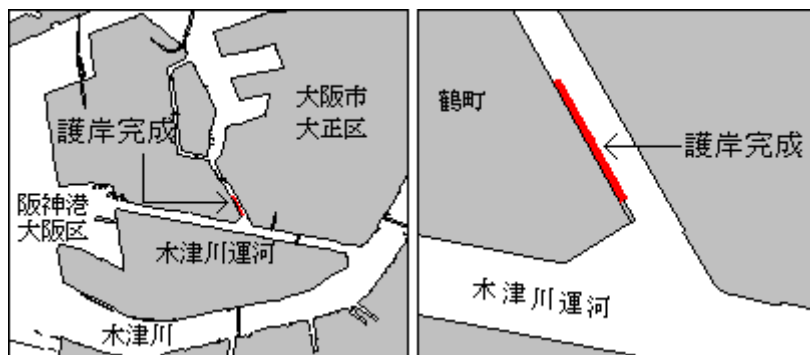 大阪市
大正区
護岸完成
阪神港
大阪区
木津川運河
木津川
鶴町
護岸完成
木津川運河